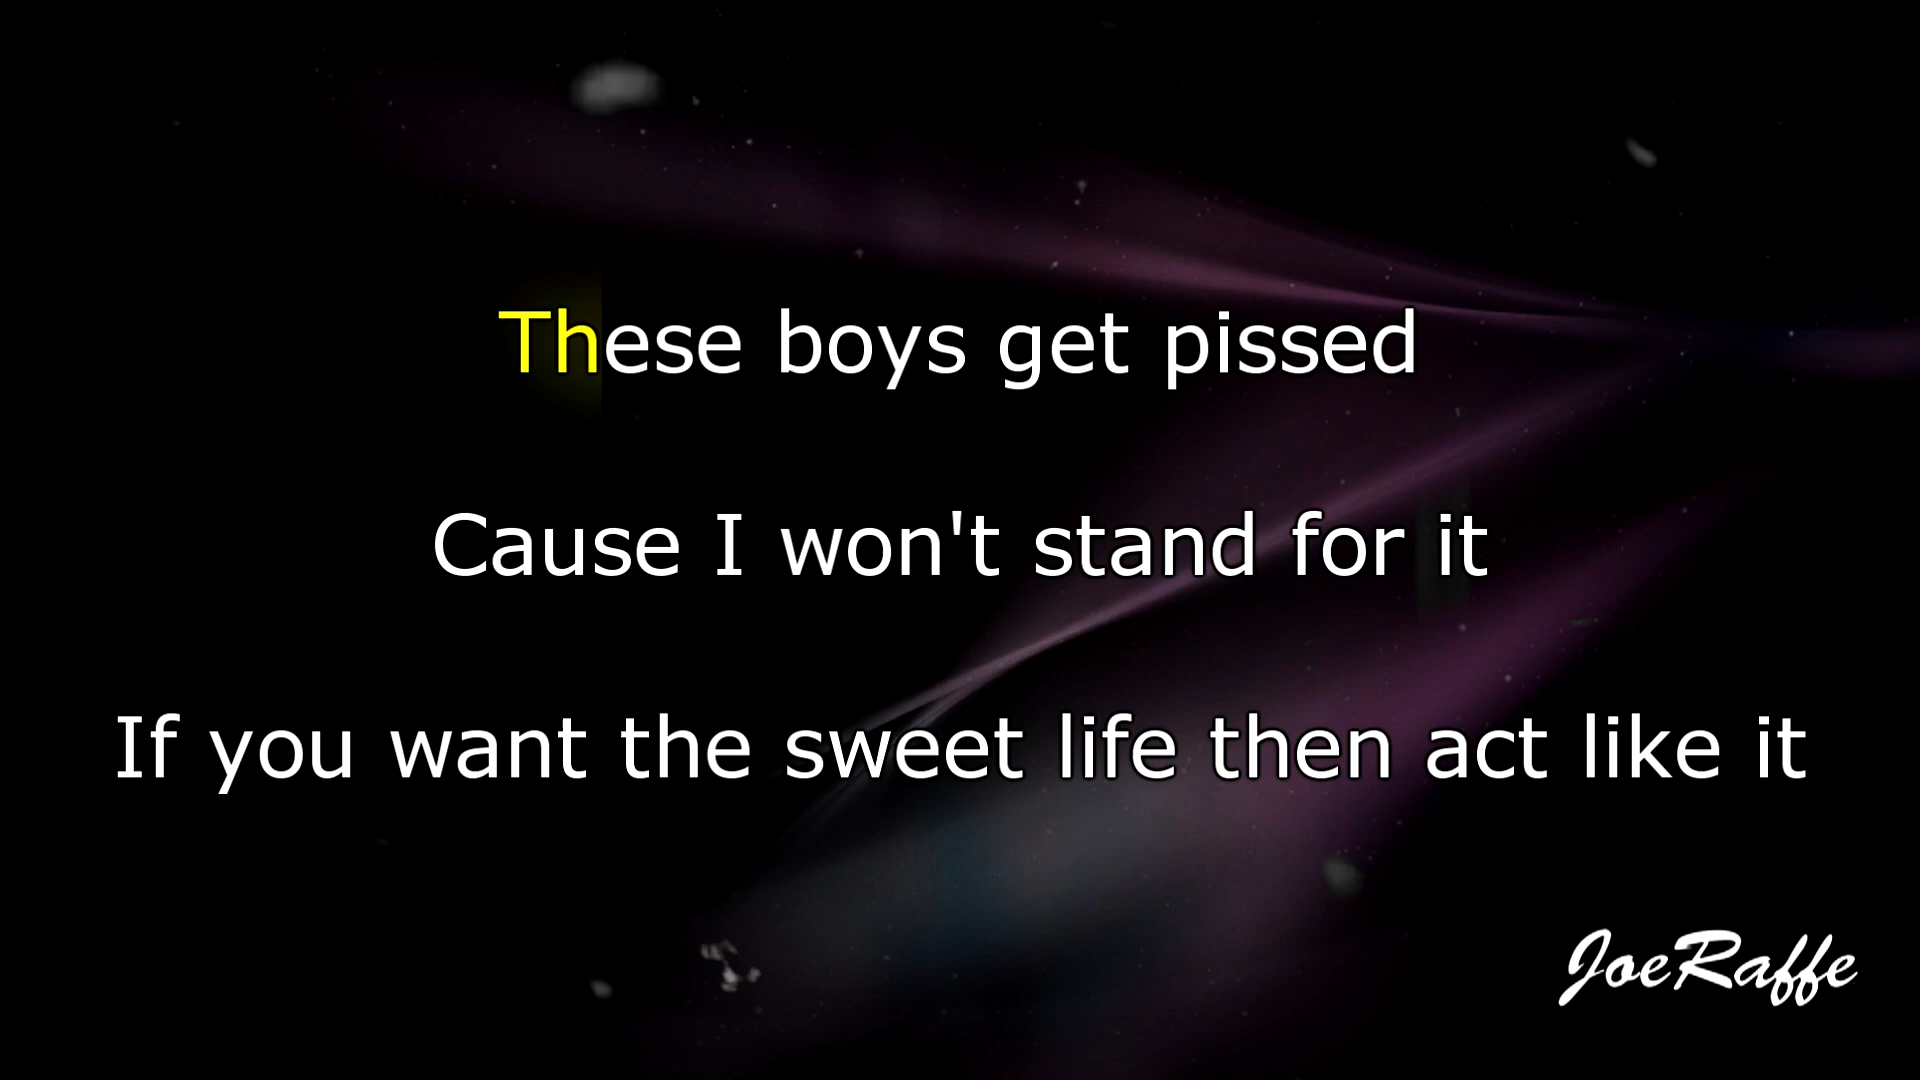 These boys get pissed
Cause I won't stand for it
If you want the sweet life then act like it
JoeRaffe